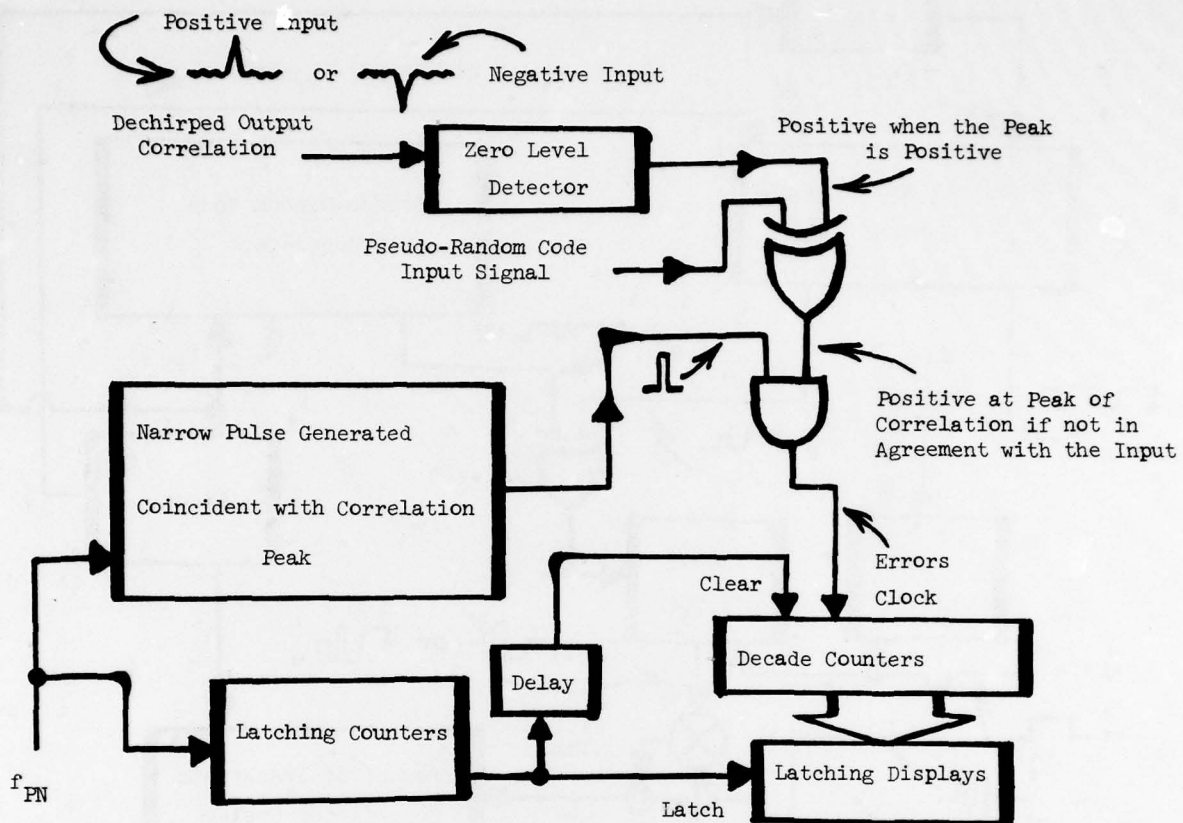 Positive Input
or
Negative Input
Dechirped Output
Correlation
Zero Level
Detector
Positive when the Peak
is Positive
Pseudo-Random Code
Input Signal
Narrow Pulse Generated
Coincident with Correlation
Peak
Positive at Peak of
Correlation if not in
Agreement with the Input
Errors
Clock
Clear
Decade Counters
Delay
Latching Counters
Latching Displays
Latch
f_PN